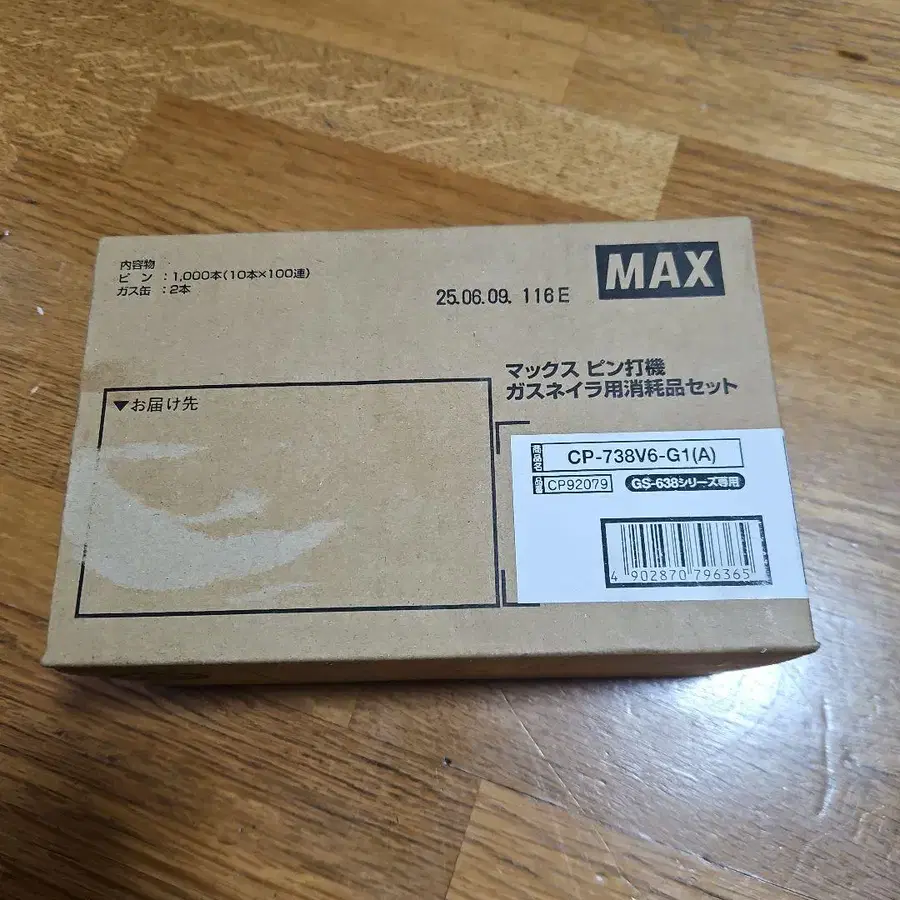 内容物
ピン：1,000本(10本×100連)
ガス缶：2本
25.06.09. 116E
MAX
マックス ピン打機
ガスネイラ用消耗品セット
▼お届け先
商品名 CP-738V6-G1(A)
品番 CP92079 GS-638シリーズ専用
4 902870 796365